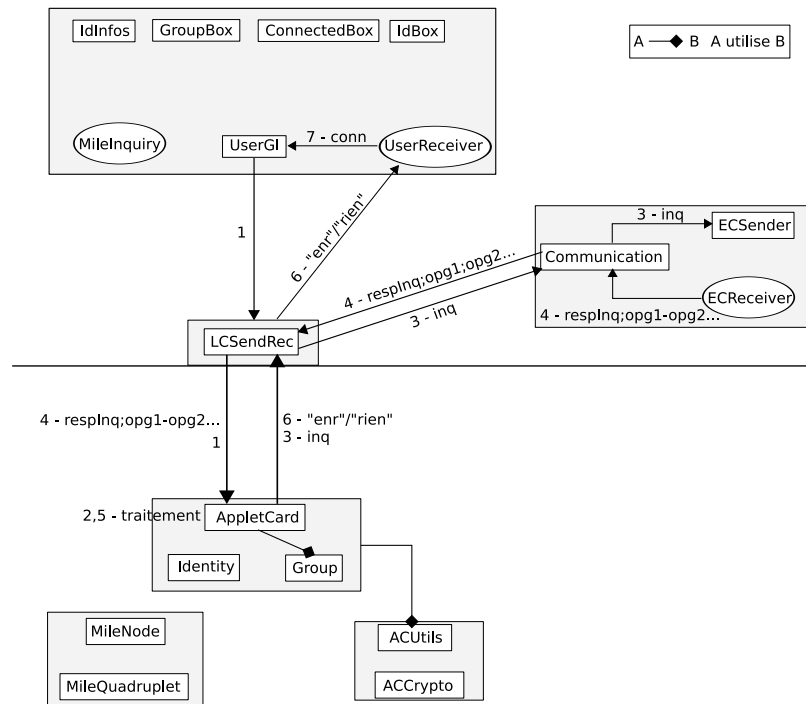 IdInfos
GroupBox
ConnectedBox
IdBox
A B A utilise B
MileInquiry
UserGI
7 - conn
UserReceiver
1
6 - "enr"/"rien"
3 - inq
ECSender
Communication
4 - respInq;opg1;opg2...
3 - inq
ECReceiver
4 - respInq;opg1-opg2...
LCSendRec
4 - respInq;opg1-opg2...
1
6 - "enr"/"rien"
3 - inq
2,5 - traitement
AppletCard
Identity
Group
MileNode
MileQuadruplet
ACUtils
ACCrypto